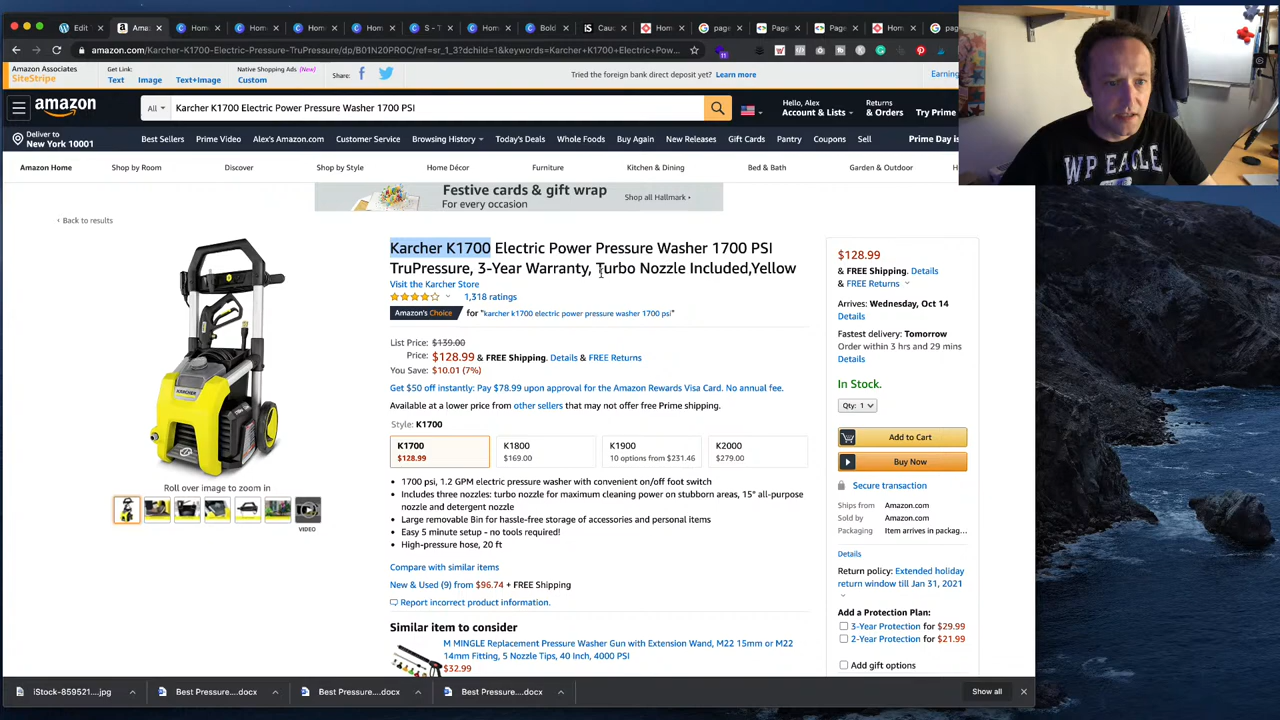 Edit
Ama
Hom
Hom
Hom
Hom
S - T
Hom
Bold
Cauc
Hom
page
Page
Page
Hom
page
amazon.com/Karcher-K1700-Electric-Pressure-TruPressure/dp/B01N20PROC/ref=sr_1_3?dchild=1&keywords=Karcher+K1700+Electric+Pow...
Amazon Associates
SiteStripe
Get Link:
Text Image Text+Image
Native Shopping Ads (New)
Custom
Share:
Tried the foreign bank direct deposit yet? Learn more
Earning
amazon
All
Karcher K1700 Electric Power Pressure Washer 1700 PSI
Hello, Alex
Account & Lists
Returns
& Orders
Try Prime
Deliver to
New York 10001
Best Sellers Prime Video Alex's Amazon.com Customer Service Browsing History Today's Deals Whole Foods Buy Again New Releases Gift Cards Pantry Coupons Sell Prime Day is
Amazon Home Shop by Room Discover Shop by Style Home Décor Furniture Kitchen & Dining Bed & Bath Garden & Outdoor
Festive cards & gift wrap
For every occasion
Shop all Hallmark ›
WP EAGLE
‹ Back to results
Karcher K1700 Electric Power Pressure Washer 1700 PSI
TruPressure, 3-Year Warranty, Turbo Nozzle Included,Yellow
Visit the Karcher Store
1,318 ratings
Amazon's Choice for "karcher k1700 electric power pressure washer 1700 psi"
List Price: $139.00
Price: $128.99 & FREE Shipping. Details & FREE Returns
You Save: $10.01 (7%)
Get $50 off instantly: Pay $78.99 upon approval for the Amazon Rewards Visa Card. No annual fee.
Available at a lower price from other sellers that may not offer free Prime shipping.
Style: K1700
K1700
$128.99
K1800
$169.00
K1900
10 options from $231.46
K2000
$279.00
• 1700 psi, 1.2 GPM electric pressure washer with convenient on/off foot switch
• Includes three nozzles: turbo nozzle for maximum cleaning power on stubborn areas, 15° all-purpose
nozzle and detergent nozzle
• Large removable Bin for hassle-free storage of accessories and personal items
• Easy 5 minute setup - no tools required!
• High-pressure hose, 20 ft
Compare with similar items
New & Used (9) from $96.74 + FREE Shipping
Report incorrect product information.
Similar item to consider
M MINGLE Replacement Pressure Washer Gun with Extension Wand, M22 15mm or M22
14mm Fitting, 5 Nozzle Tips, 40 Inch, 4000 PSI
$32.99
Roll over image to zoom in
VIDEO
$128.99
& FREE Shipping. Details
& FREE Returns
Arrives: Wednesday, Oct 14
Details
Fastest delivery: Tomorrow
Order within 3 hrs and 29 mins
Details
In Stock.
Qty: 1
Add to Cart
Buy Now
Secure transaction
Ships from Amazon.com
Sold by Amazon.com
Packaging Item arrives in packag...
Details
Return policy: Extended holiday
return window till Jan 31, 2021
Add a Protection Plan:
3-Year Protection for $29.99
2-Year Protection for $21.99
Add gift options
iStock-859521....jpg
Best Pressure....docx
Best Pressure....docx
Best Pressure....docx
Show all